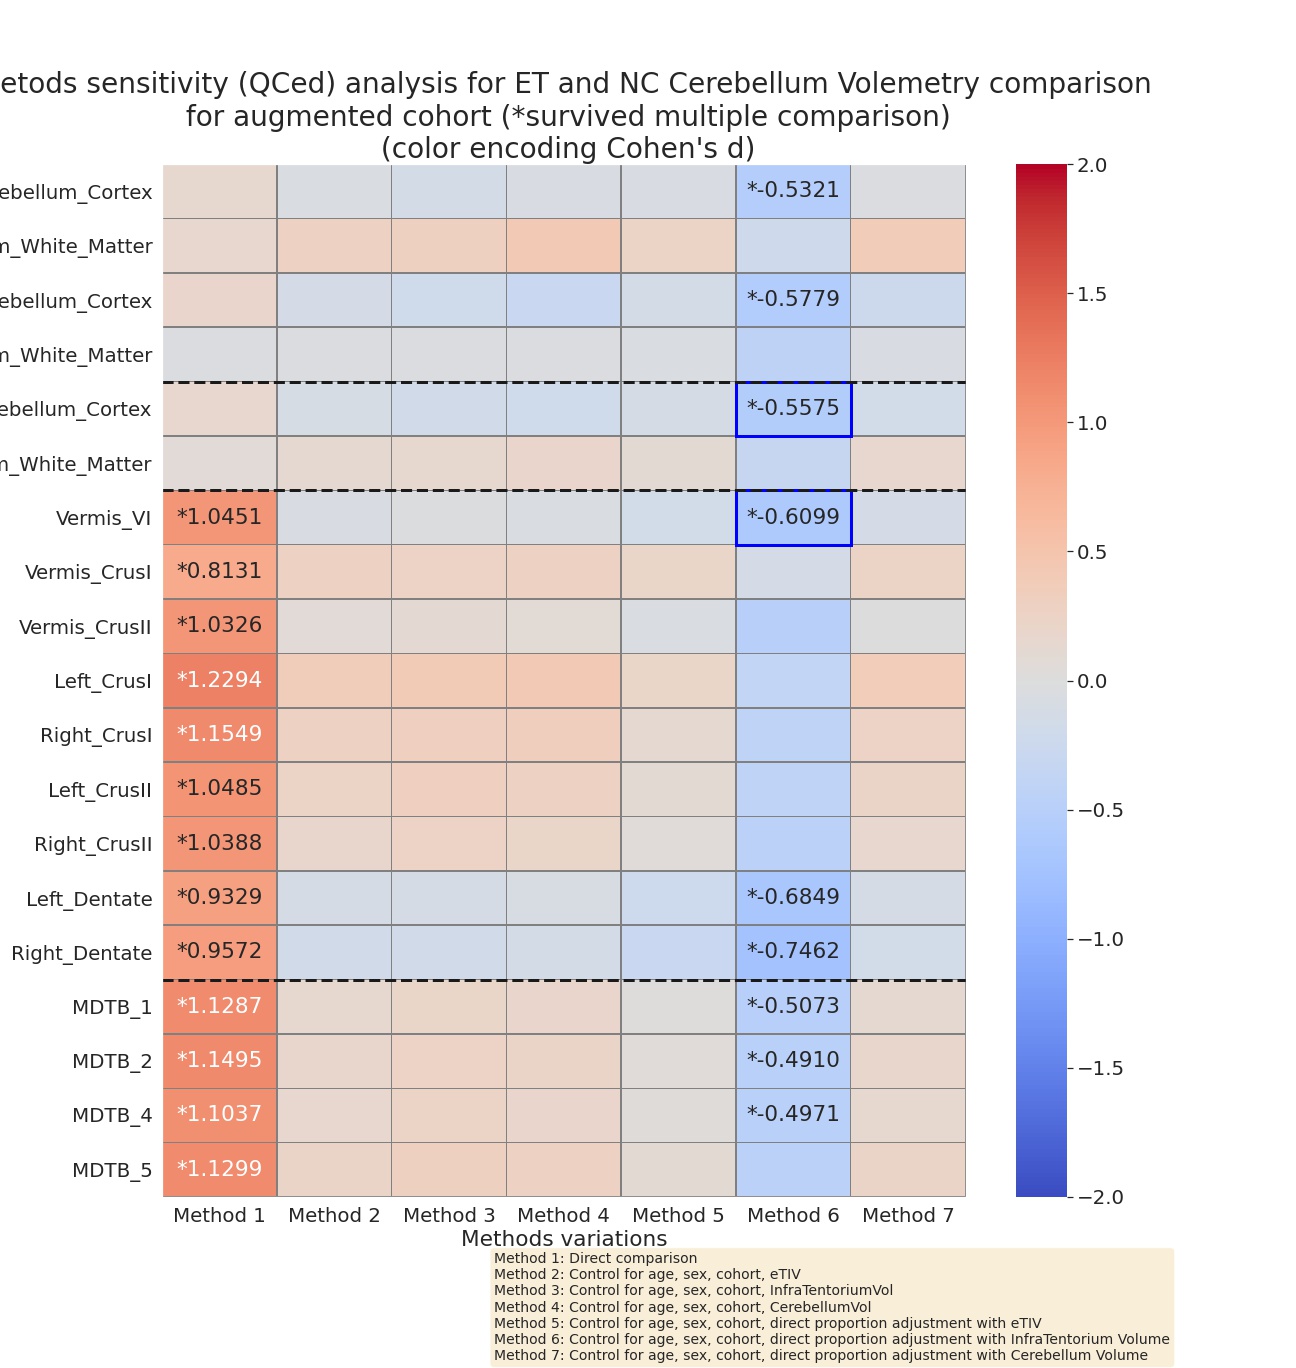 etods sensitivity (QCed) analysis for ET and NC Cerebellum Volemetry comparison
for augmented cohort (*survived multiple comparison)
(color encoding Cohen's d)
ebellum_Cortex *-0.5321
m_White_Matter
ebellum_Cortex *-0.5779
m_White_Matter
ebellum_Cortex *-0.5575
m_White_Matter
Vermis_VI *1.0451 *-0.6099
Vermis_CrusI *0.8131
Vermis_CrusII *1.0326
Left_CrusI *1.2294
Right_CrusI *1.1549
Left_CrusII *1.0485
Right_CrusII *1.0388
Left_Dentate *0.9329 *-0.6849
Right_Dentate *0.9572 *-0.7462
MDTB_1 *1.1287 *-0.5073
MDTB_2 *1.1495 *-0.4910
MDTB_4 *1.1037 *-0.4971
MDTB_5 *1.1299
Method 1 Method 2 Method 3 Method 4 Method 5 Method 6 Method 7
Methods variations
2.0
1.5
1.0
0.5
0.0
−0.5
−1.0
−1.5
−2.0
Method 1: Direct comparison
Method 2: Control for age, sex, cohort, eTIV
Method 3: Control for age, sex, cohort, InfraTentoriumVol
Method 4: Control for age, sex, cohort, CerebellumVol
Method 5: Control for age, sex, cohort, direct proportion adjustment with eTIV
Method 6: Control for age, sex, cohort, direct proportion adjustment with InfraTentorium Volume
Method 7: Control for age, sex, cohort, direct proportion adjustment with Cerebellum Volume